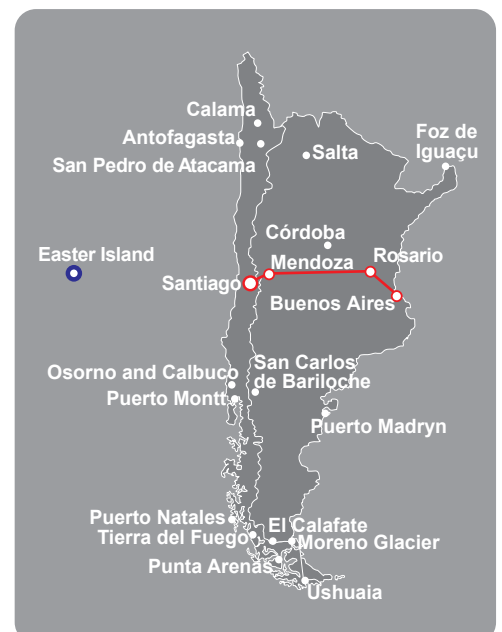 Calama
Antofagasta
San Pedro de Atacama
Salta
Foz de
Iguaçu
Córdoba
Easter Island
Mendoza
Rosario
Santiago
Buenos Aires
Osorno and Calbuco
San Carlos
de Bariloche
Puerto Montt
Puerto Madryn
Puerto Natales
El Calafate
Tierra del Fuego
Moreno Glacier
Punta Arenas
Ushuaia